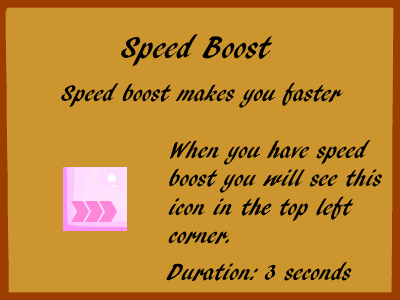 Speed Boost
Speed boost makes you faster
When you have speed
boost you will see this
icon in the top left
corner.
Duration: 3 seconds